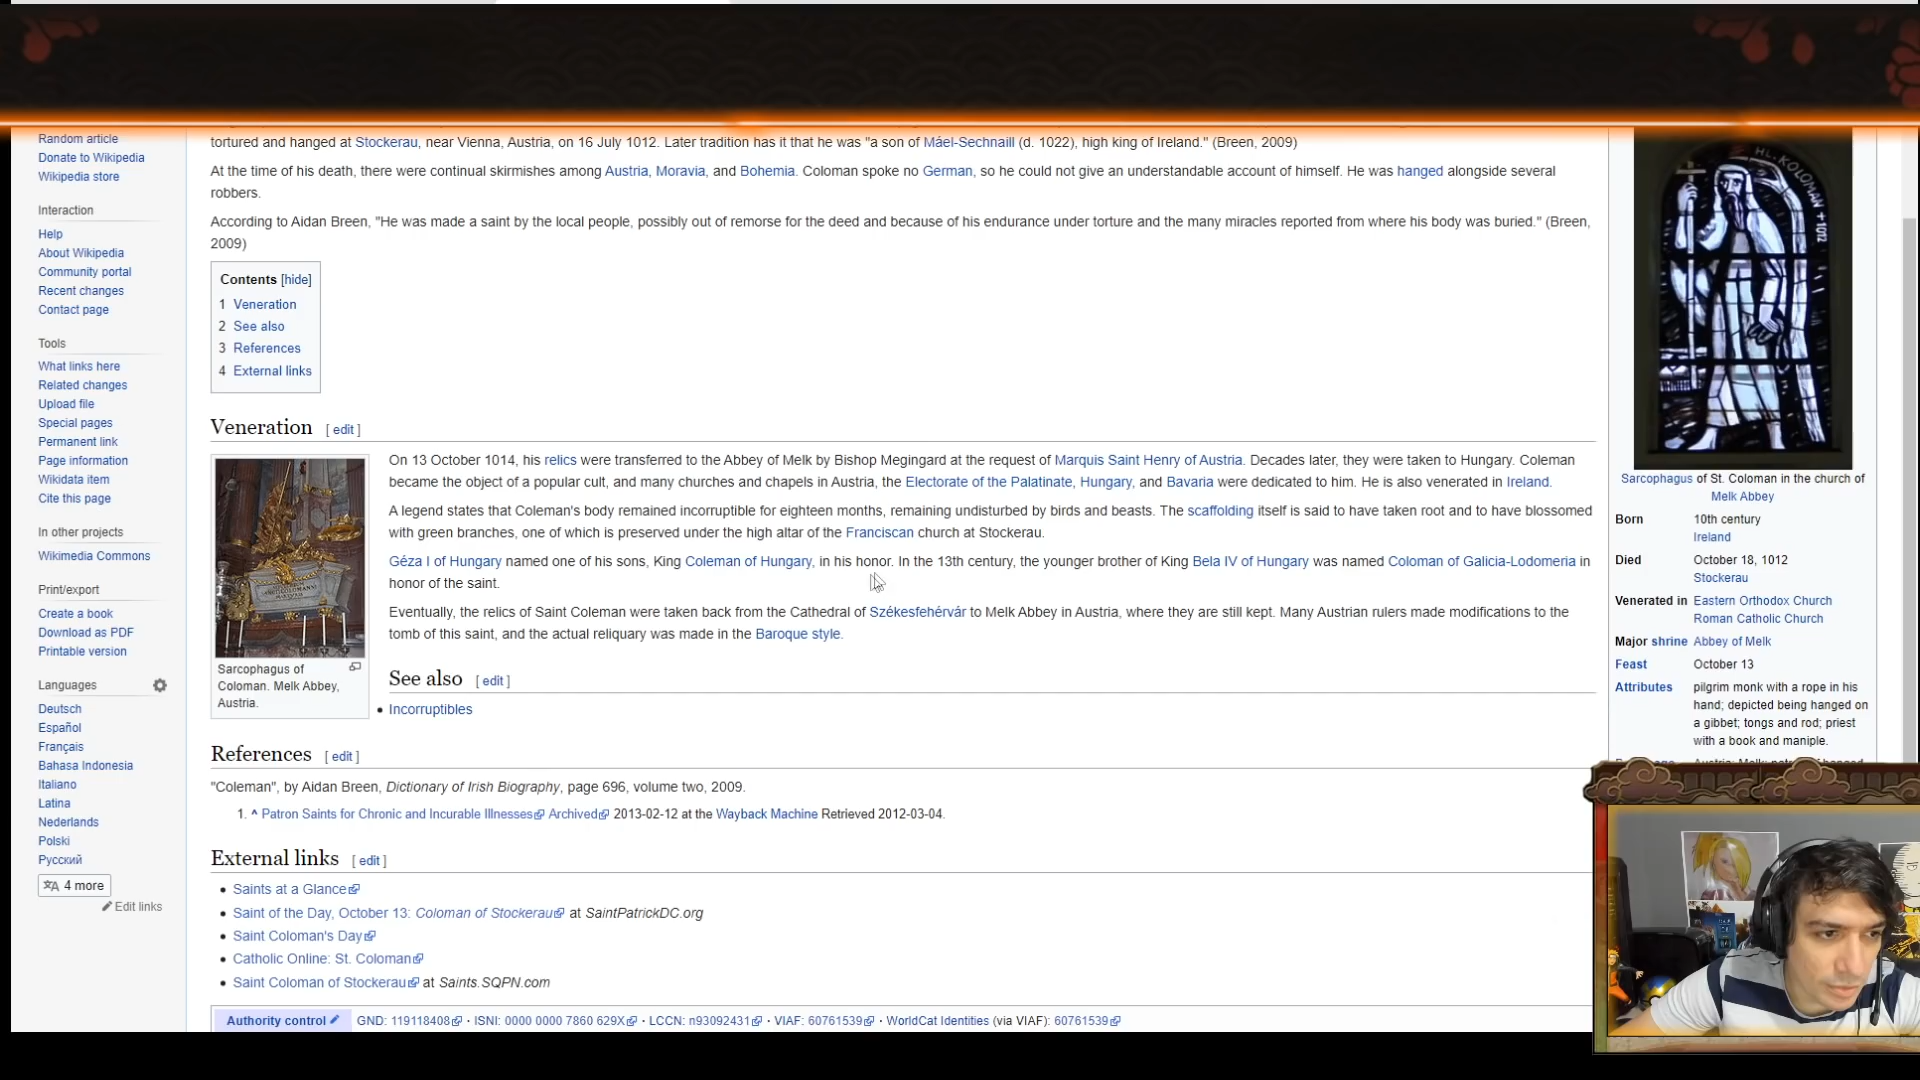 Random article
Donate to Wikipedia
Wikipedia store
Interaction
Help
About Wikipedia
Community portal
Recent changes
Contact page
Tools
What links here
Related changes
Upload file
Special pages
Permanent link
Page information
Wikidata item
Cite this page
In other projects
Wikimedia Commons
Print/export
Create a book
Download as PDF
Printable version
Languages
Deutsch
Español
Français
Bahasa Indonesia
Italiano
Latina
Nederlands
Polski
Русский
4 more
Edit links
tortured and hanged at Stockerau, near Vienna, Austria, on 16 July 1012. Later tradition has it that he was "a son of Máel-Sechnaill (d. 1022), high king of Ireland." (Breen, 2009)
At the time of his death, there were continual skirmishes among Austria, Moravia, and Bohemia. Coloman spoke no German, so he could not give an understandable account of himself. He was hanged alongside several
robbers.
According to Aidan Breen, "He was made a saint by the local people, possibly out of remorse for the deed and because of his endurance under torture and the many miracles reported from where his body was buried." (Breen,
2009)
Contents [hide]
1 Veneration
2 See also
3 References
4 External links
Veneration [ edit ]
On 13 October 1014, his relics were transferred to the Abbey of Melk by Bishop Megingard at the request of Marquis Saint Henry of Austria. Decades later, they were taken to Hungary. Coleman
became the object of a popular cult, and many churches and chapels in Austria, the Electorate of the Palatinate, Hungary, and Bavaria were dedicated to him. He is also venerated in Ireland.
A legend states that Coleman's body remained incorruptible for eighteen months, remaining undisturbed by birds and beasts. The scaffolding itself is said to have taken root and to have blossomed
with green branches, one of which is preserved under the high altar of the Franciscan church at Stockerau.
Géza I of Hungary named one of his sons, King Coleman of Hungary, in his honor. In the 13th century, the younger brother of King Bela IV of Hungary was named Coloman of Galicia-Lodomeria in
honor of the saint.
Eventually, the relics of Saint Coleman were taken back from the Cathedral of Székesfehérvár to Melk Abbey in Austria, where they are still kept. Many Austrian rulers made modifications to the
tomb of this saint, and the actual reliquary was made in the Baroque style.
Sarcophagus of
Coloman. Melk Abbey,
Austria.
See also [ edit ]
• Incorruptibles
References [ edit ]
"Coleman", by Aidan Breen, Dictionary of Irish Biography, page 696, volume two, 2009.
1. ^ Patron Saints for Chronic and Incurable Illnesses Archived 2013-02-12 at the Wayback Machine Retrieved 2012-03-04.
External links [ edit ]
• Saints at a Glance
• Saint of the Day, October 13: Coloman of Stockerau at SaintPatrickDC.org
• Saint Coloman's Day
• Catholic Online: St. Coloman
• Saint Coloman of Stockerau at Saints.SQPN.com
Authority control GND: 119118408 · ISNI: 0000 0000 7860 629X · LCCN: n93092431 · VIAF: 60761539 · WorldCat Identities (via VIAF): 60761539
HL. KOLOMAN +1012
Sarcophagus of St. Coloman in the church of
Melk Abbey
Born 10th century
Ireland
Died October 18, 1012
Stockerau
Venerated in Eastern Orthodox Church
Roman Catholic Church
Major shrine Abbey of Melk
Feast October 13
Attributes pilgrim monk with a rope in his
hand; depicted being hanged on
a gibbet; tongs and rod; priest
with a book and maniple.